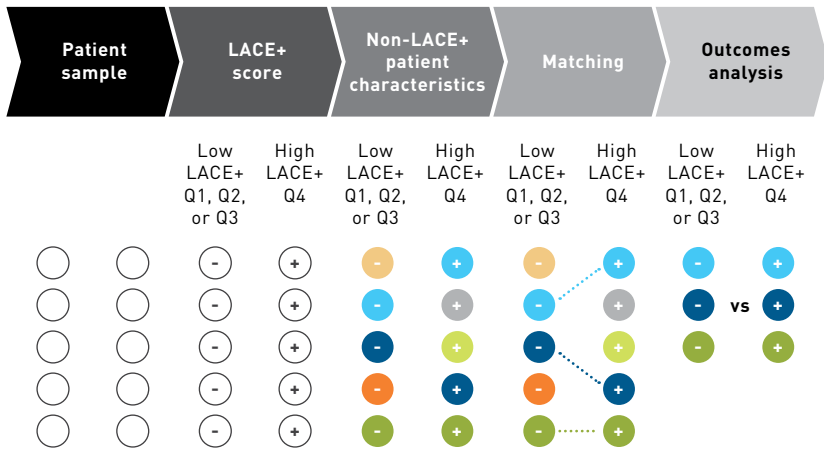 Patient
sample
LACE+
score
Non-LACE+
patient
characteristics
Matching
Outcomes
analysis
Low
LACE+
Q1, Q2,
or Q3
High
LACE+
Q4
Low
LACE+
Q1, Q2,
or Q3
High
LACE+
Q4
Low
LACE+
Q1, Q2,
or Q3
High
LACE+
Q4
Low
LACE+
Q1, Q2,
or Q3
High
LACE+
Q4
- + - + - + - +
- + - + - + - vs +
- + - + - + - +
- + - + - +
- + - + - +